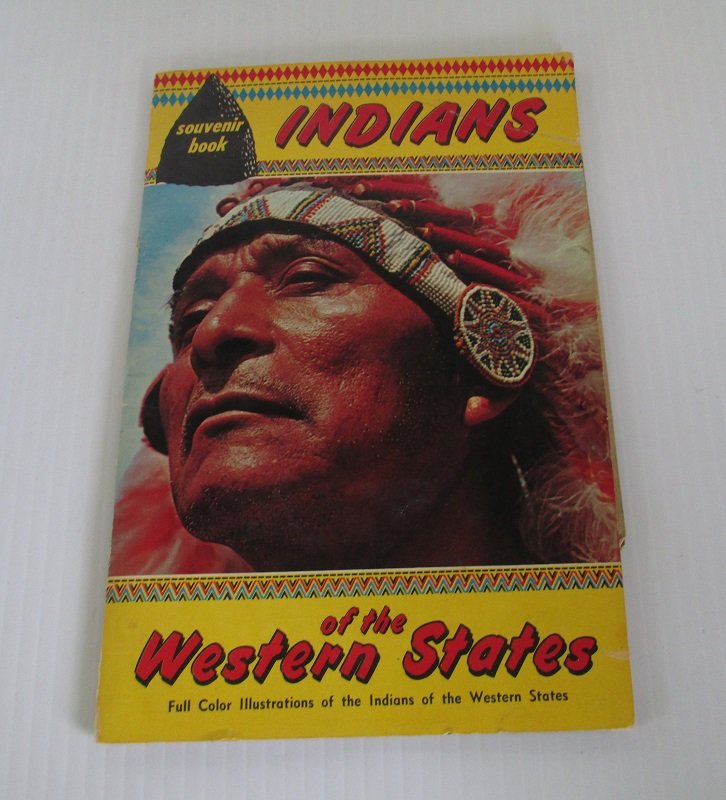 souvenir
book
INDIANS
of the
Western States
Full Color Illustrations of the Indians of the Western States